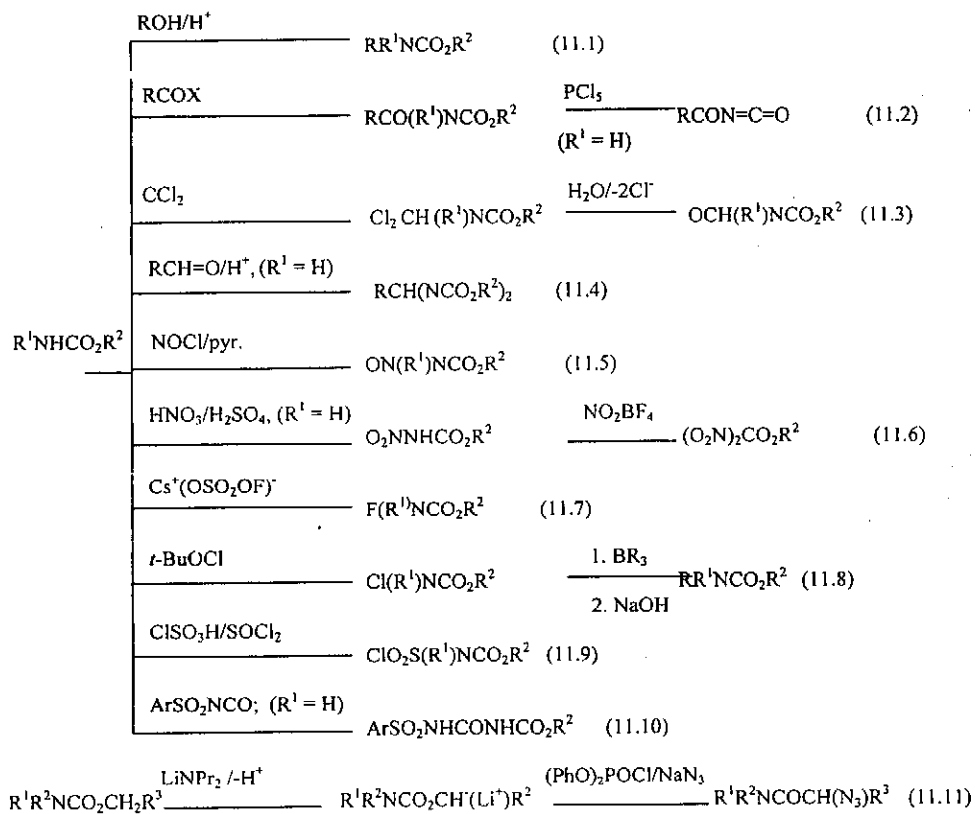 ROH/H⁺
RR¹NCO₂R² (11.1)
RCOX
RCO(R¹)NCO₂R² PCl₅ (R¹ = H) RCON=C=O (11.2)
CCl₂
Cl₂CH(R¹)NCO₂R² H₂O/-2Cl⁻ OCH(R¹)NCO₂R² (11.3)
RCH=O/H⁺, (R¹ = H)
RCH(NCO₂R²)₂ (11.4)
R¹NHCO₂R²
NOCl/pyr.
ON(R¹)NCO₂R² (11.5)
HNO₃/H₂SO₄, (R¹ = H)
O₂NNHCO₂R² NO₂BF₄ (O₂N)₂CO₂R² (11.6)
Cs⁺(OSO₂OF)⁻
F(R¹⁾NCO₂R² (11.7)
t-BuOCl
Cl(R¹)NCO₂R² 1. BR₃ 2. NaOH RR¹NCO₂R² (11.8)
ClSO₃H/SOCl₂
ClO₂S(R¹)NCO₂R² (11.9)
ArSO₂NCO; (R¹ = H)
ArSO₂NHCONHCO₂R² (11.10)
LiNPr₂ /-H⁺ (PhO)₂POCl/NaN₃
R¹R²NCO₂CH₂R³ R¹R²NCO₂CH⁻(Li⁺)R² R¹R²NCOCH(N₃)R³ (11.11)